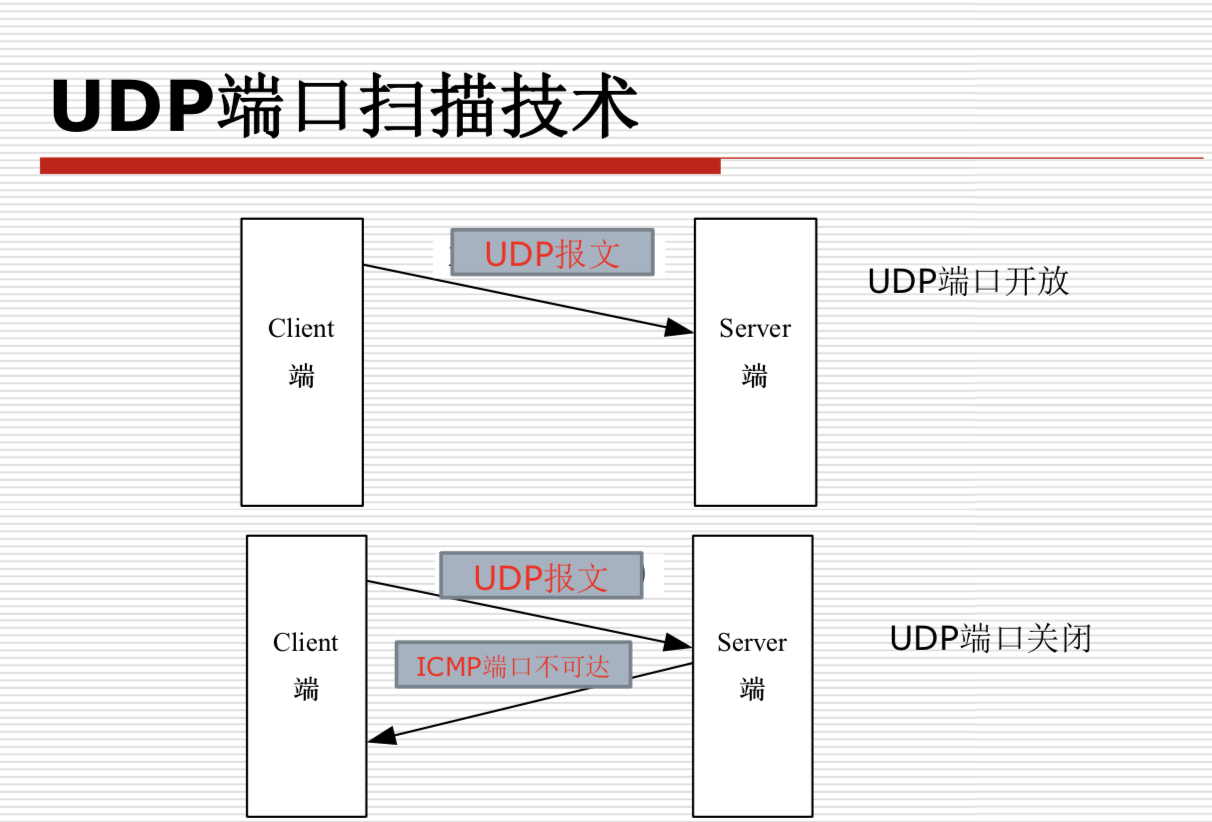 UDP端口扫描技术
UDP报文
UDP端口开放
Client
端
Server
端
UDP报文
ICMP端口不可达
UDP端口关闭
Client
端
Server
端